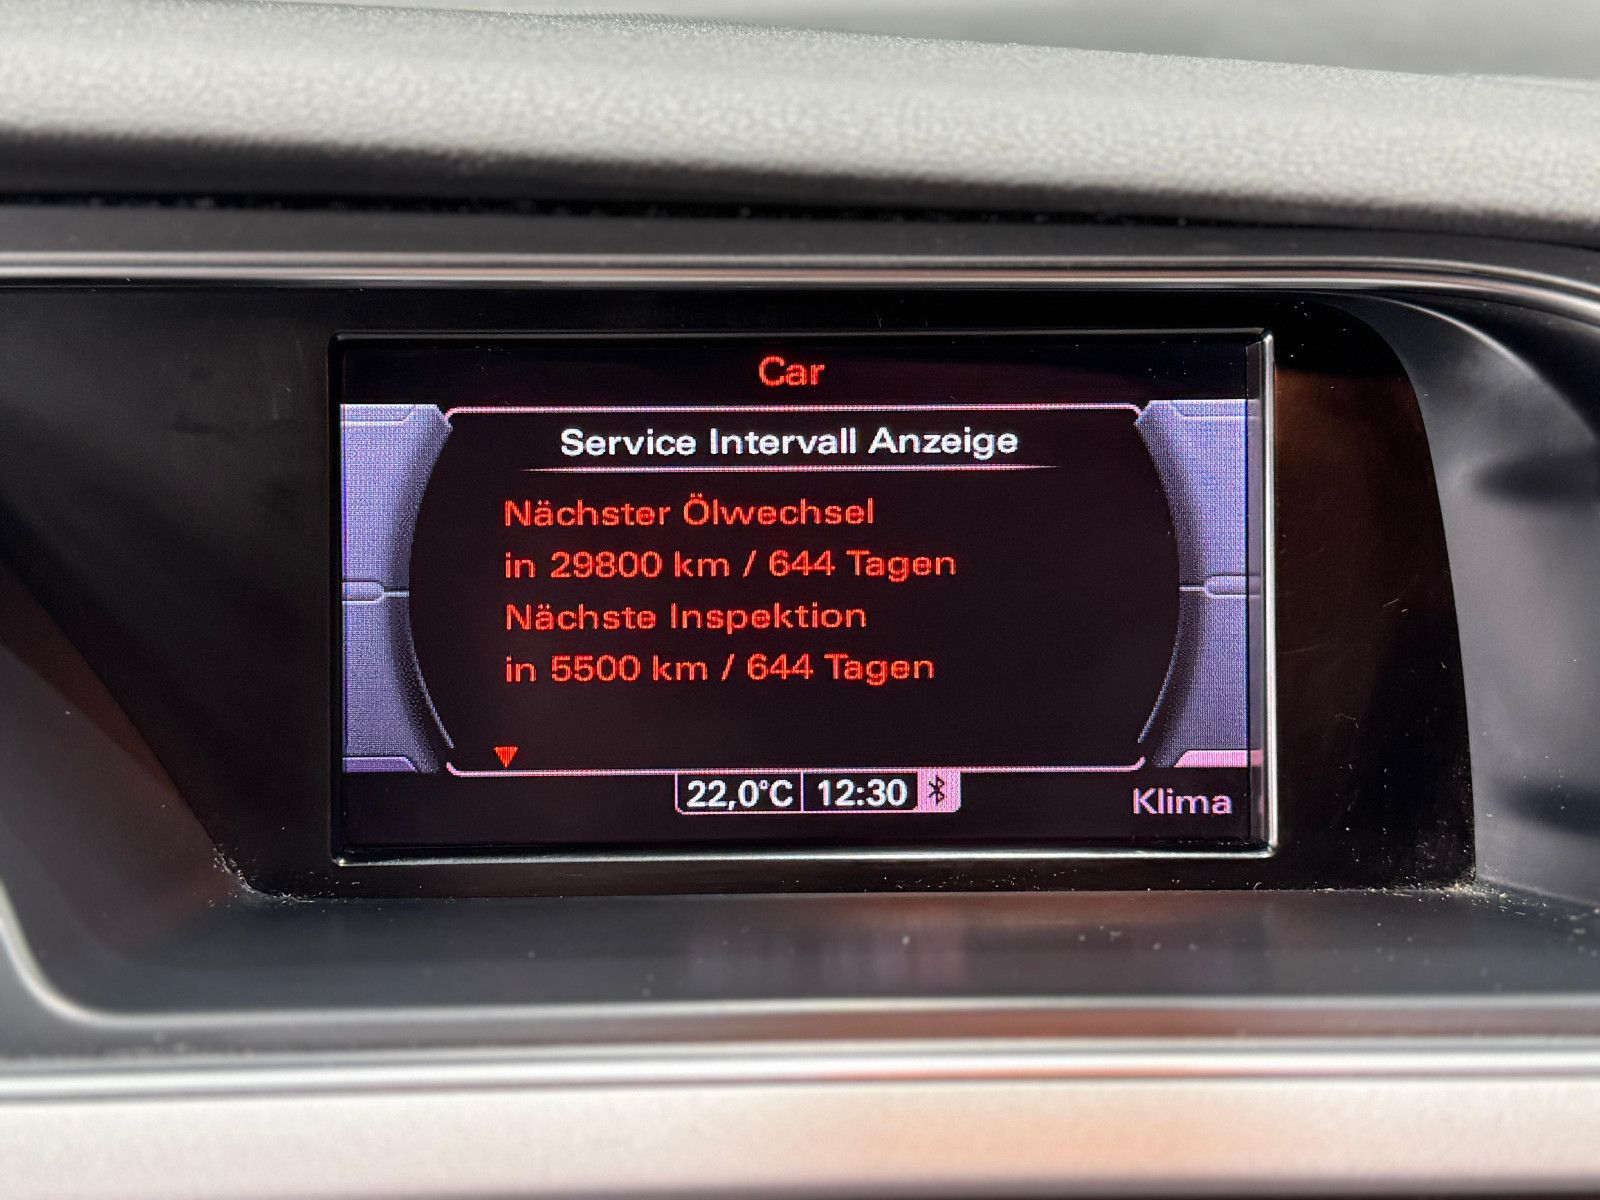 Car
Service Intervall Anzeige
Nächster Ölwechsel
in 29800 km / 644 Tagen
Nächste Inspektion
in 5500 km / 644 Tagen
22,0°C 12:30
Klima